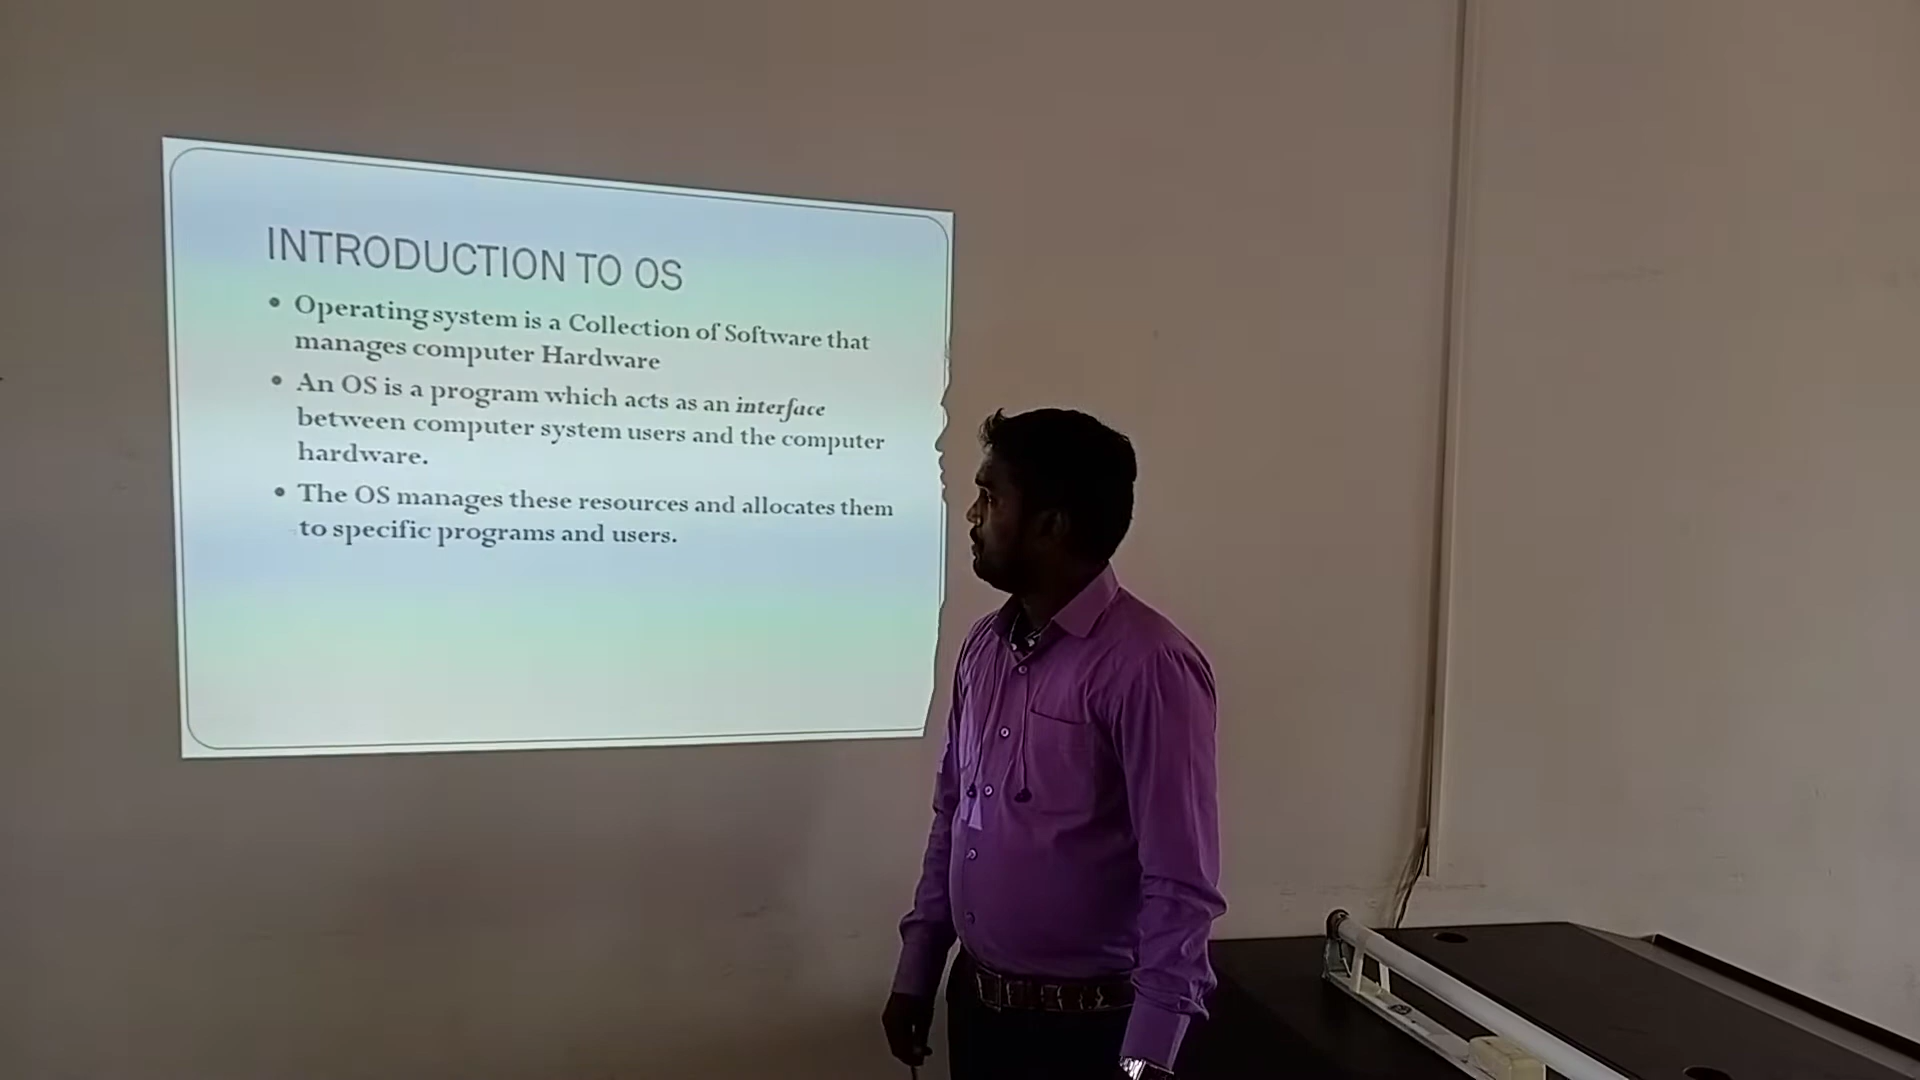 INTRODUCTION TO OS
• Operating system is a Collection of Software that
manages computer Hardware
• An OS is a program which acts as an interface
between computer system users and the computer
hardware.
• The OS manages these resources and allocates them
to specific programs and users.